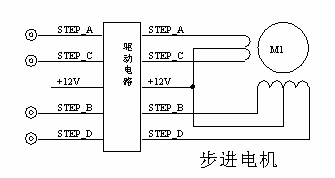 STEP_A STEP_A
STEP_C STEP_C
+12V +12V
STEP_B STEP_B
STEP_D STEP_D
驱动电路
M1
步进电机